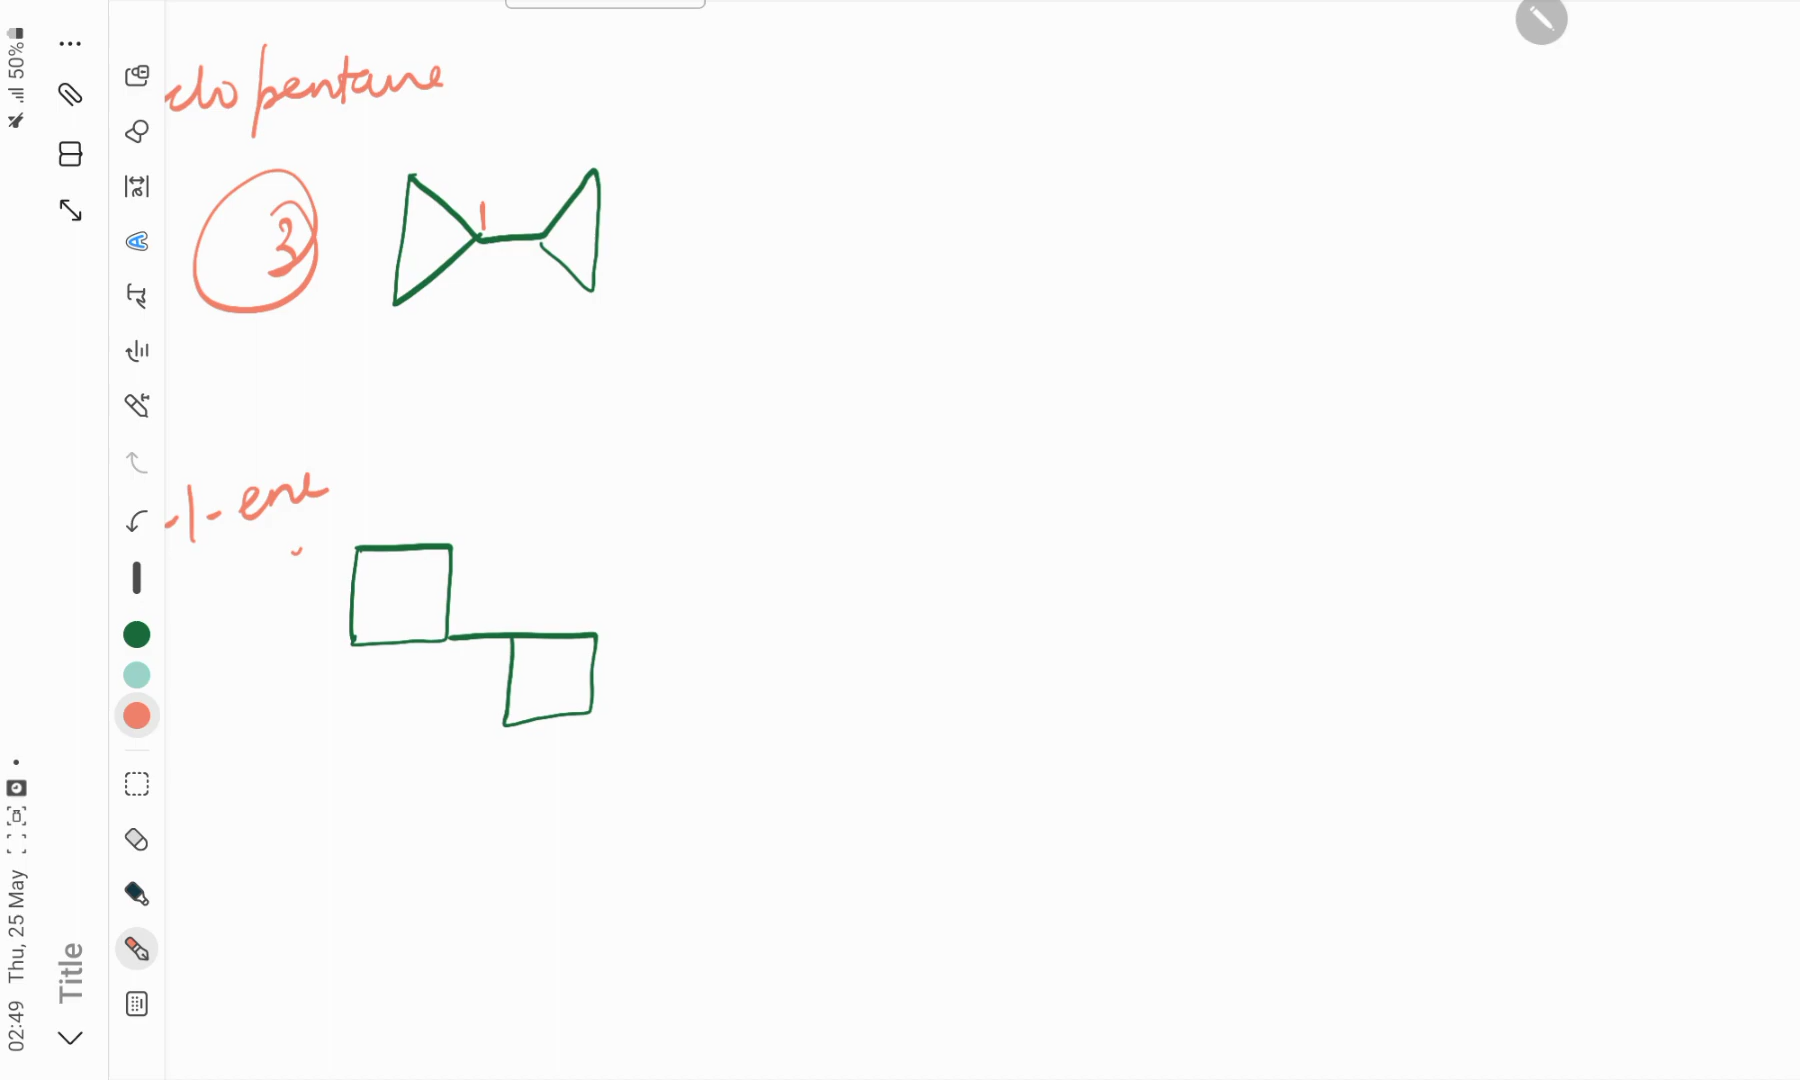 clo pentane
3
1
-1-ene
02:49 Thu, 25 May
50%
Title